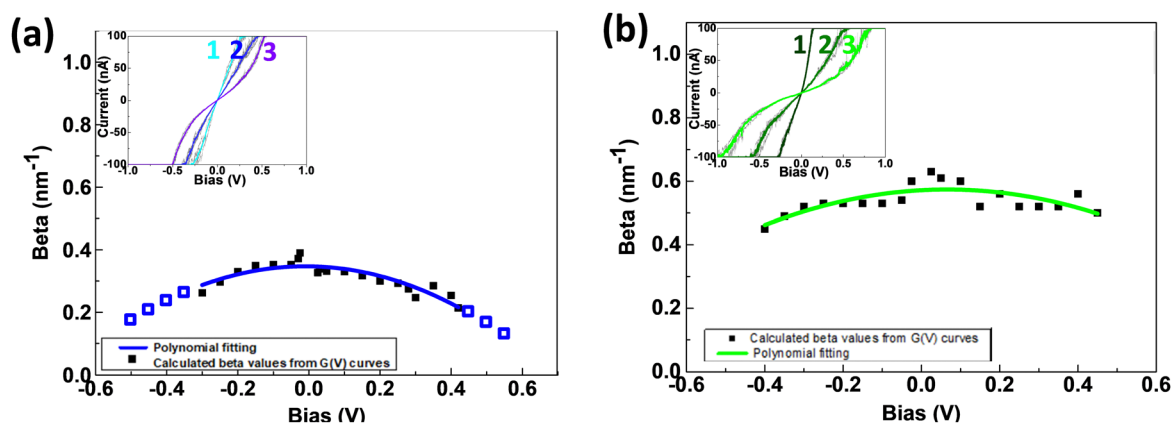 (a)
1 2 3
100
50
0
-50
-100
Current (nA)
-1.0 -0.5 0.0 0.5 1.0
Bias (V)
1.0
0.8
0.6
0.4
0.2
0.0
Beta (nm-1)
Polynomial fitting
Calculated beta values from G(V) curves
-0.6 -0.4 -0.2 0.0 0.2 0.4 0.6
Bias (V)
(b)
1 2 3
100
50
0
-50
-100
Current (nA)
-1.0 -0.5 0.0 0.5 1.0
Bias (V)
1.0
0.8
0.6
0.4
0.2
0.0
Beta (nm-1)
Calculated beta values from G(V) curves
Polynomial fitting
-0.6 -0.4 -0.2 0.0 0.2 0.4 0.6
Bias (V)